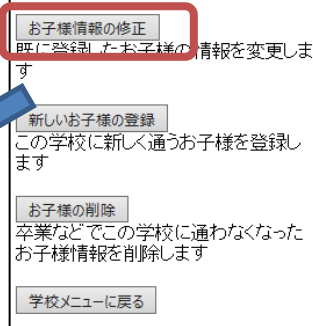 お子様情報の修正
既に登録したお子様の情報を変更しま
す
新しいお子様の登録
この学校に新しく通うお子様を登録し
ます
お子様の削除
卒業などでこの学校に通わなくなった
お子様情報を削除します
学校メニューに戻る